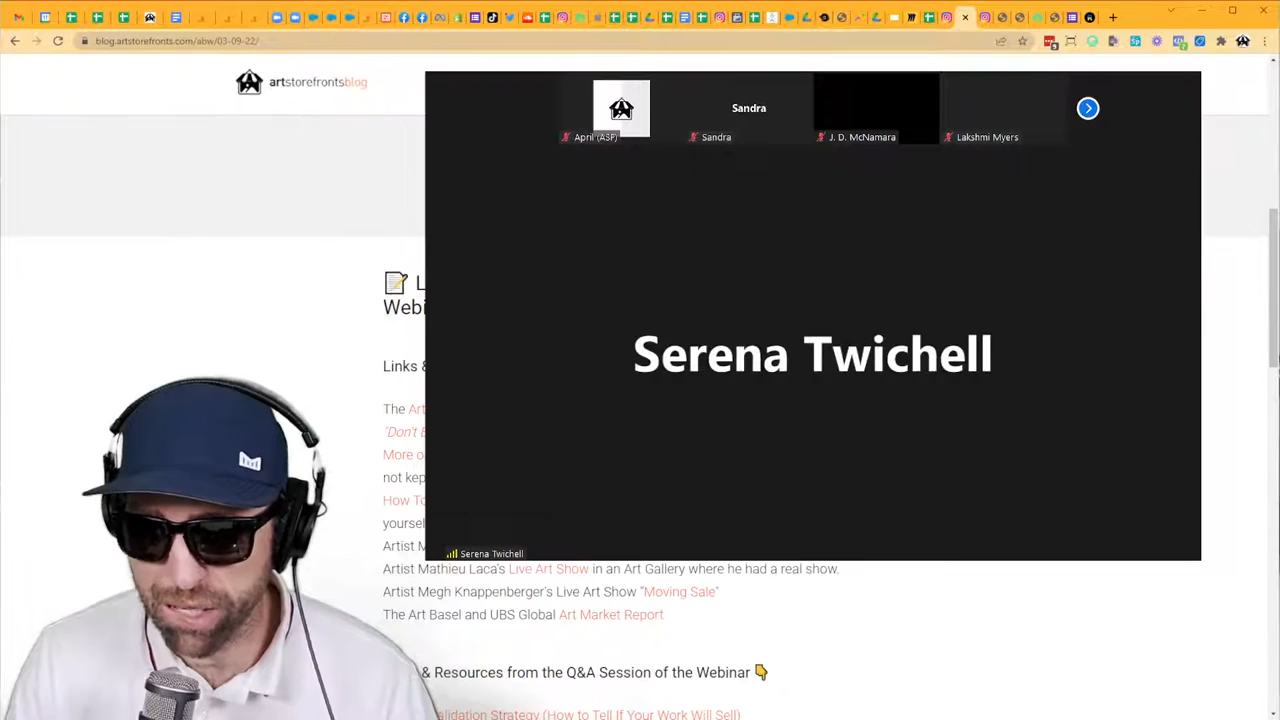 blog.artstorefronts.com/abw/03-09-22/
artstorefrontsblog
Sandra
April (ASF)
Sandra
J. D. McNamara
Lakshmi Myers
Serena Twichell
Serena Twichell
Webi
Links &
The Art
"Don't
More o
not kep
How To
yourse
Artist M
Artist Mathieu Laca's Live Art Show in an Art Gallery where he had a real show.
Artist Megh Knappenberger's Live Art Show "Moving Sale"
The Art Basel and UBS Global Art Market Report
& Resources from the Q&A Session of the Webinar
alidation Strategy (How to Tell If Your Work Will Sell)